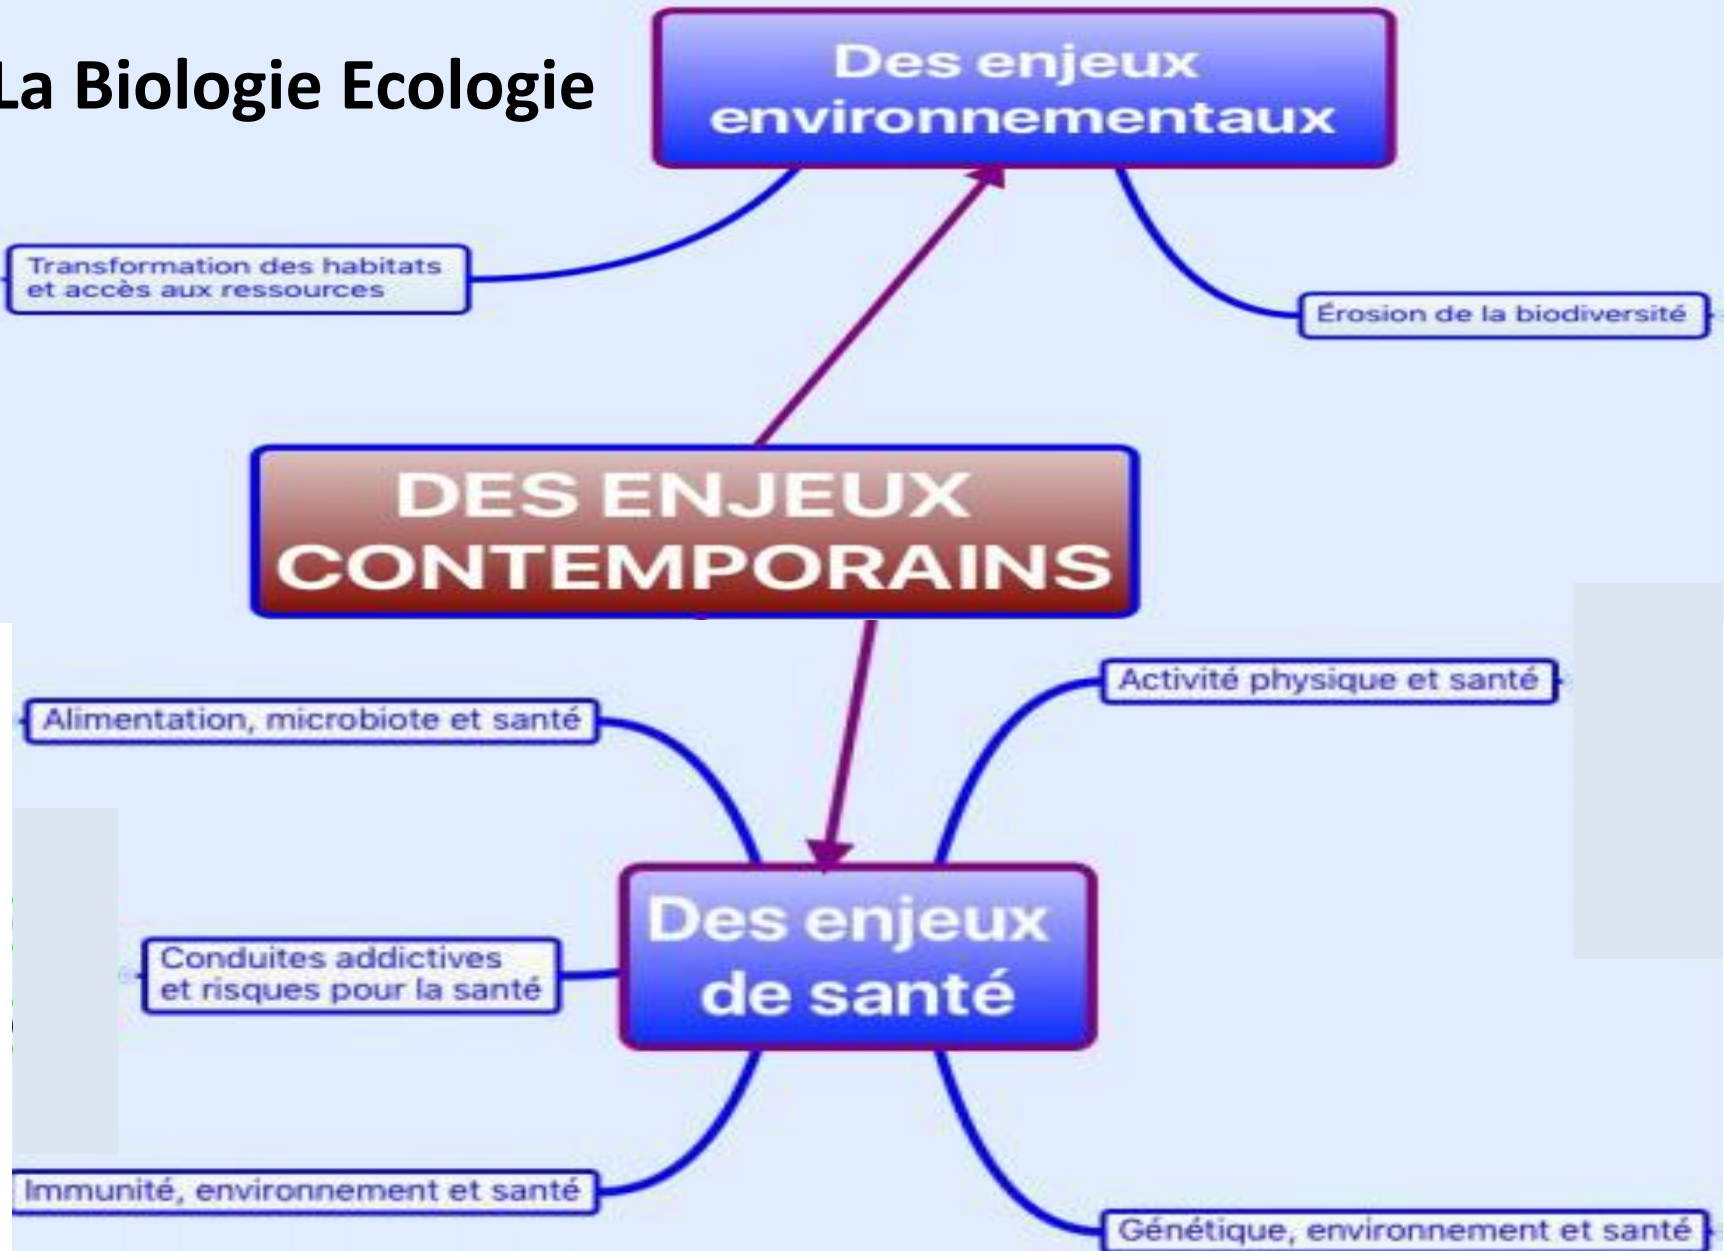 La Biologie Ecologie
Des enjeux
environnementaux
Transformation des habitats
et accès aux ressources
Érosion de la biodiversité
DES ENJEUX
CONTEMPORAINS
Activité physique et santé
Alimentation, microbiote et santé
Des enjeux
de santé
Conduites addictives
et risques pour la santé
Immunité, environnement et santé
Génétique, environnement et santé